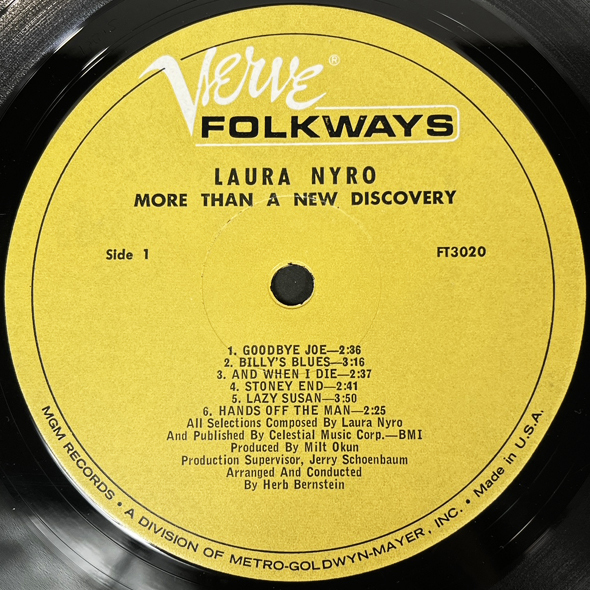 Verve®
FOLKWAYS
LAURA NYRO
MORE THAN A NEW DISCOVERY
Side 1
FT3020
1. GOODBYE JOE—2:36
2. BILLY'S BLUES—3:16
3. AND WHEN I DIE—2:37
4. STONEY END—2:41
5. LAZY SUSAN—3:50
6. HANDS OFF THE MAN—2:25
All Selections Composed By Laura Nyro
And Published By Celestial Music Corp.—BMI
Produced By Milt Okun
Production Supervisor, Jerry Schoenbaum
Arranged And Conducted
By Herb Bernstein
MGM RECORDS • A DIVISION OF METRO-GOLDWYN-MAYER, INC. • Made in U.S.A.